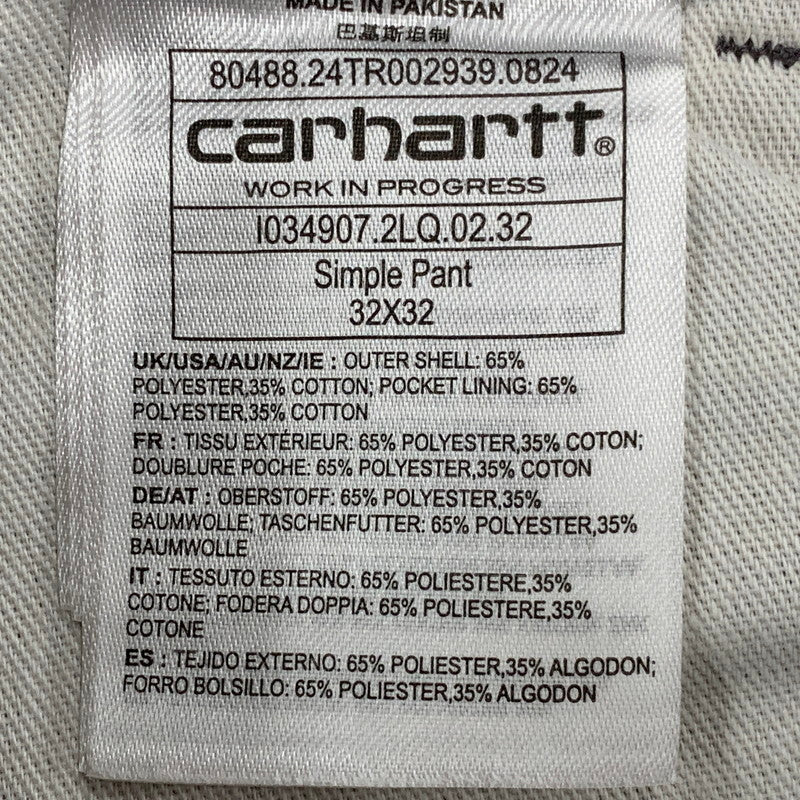 MADE IN PAKISTAN
巴基斯坦制
80488.24TR002939.0824
carhartt®
WORK IN PROGRESS
I034907.2LQ.02.32
Simple Pant
32X32
UK/USA/AU/NZ/IE : OUTER SHELL: 65%
POLYESTER,35% COTTON; POCKET LINING: 65%
POLYESTER,35% COTTON
FR : TISSU EXTÉRIEUR: 65% POLYESTER,35% COTON;
DOUBLURE POCHE: 65% POLYESTER,35% COTON
DE/AT : OBERSTOFF: 65% POLYESTER,35%
BAUMWOLLE; TASCHENFUTTER: 65% POLYESTER,35%
BAUMWOLLE
IT : TESSUTO ESTERNO: 65% POLIESTERE,35%
COTONE; FODERA DOPPIA: 65% POLIESTERE,35%
COTONE
ES : TEJIDO EXTERNO: 65% POLIESTER,35% ALGODON;
FORRO BOLSILLO: 65% POLIESTER,35% ALGODON